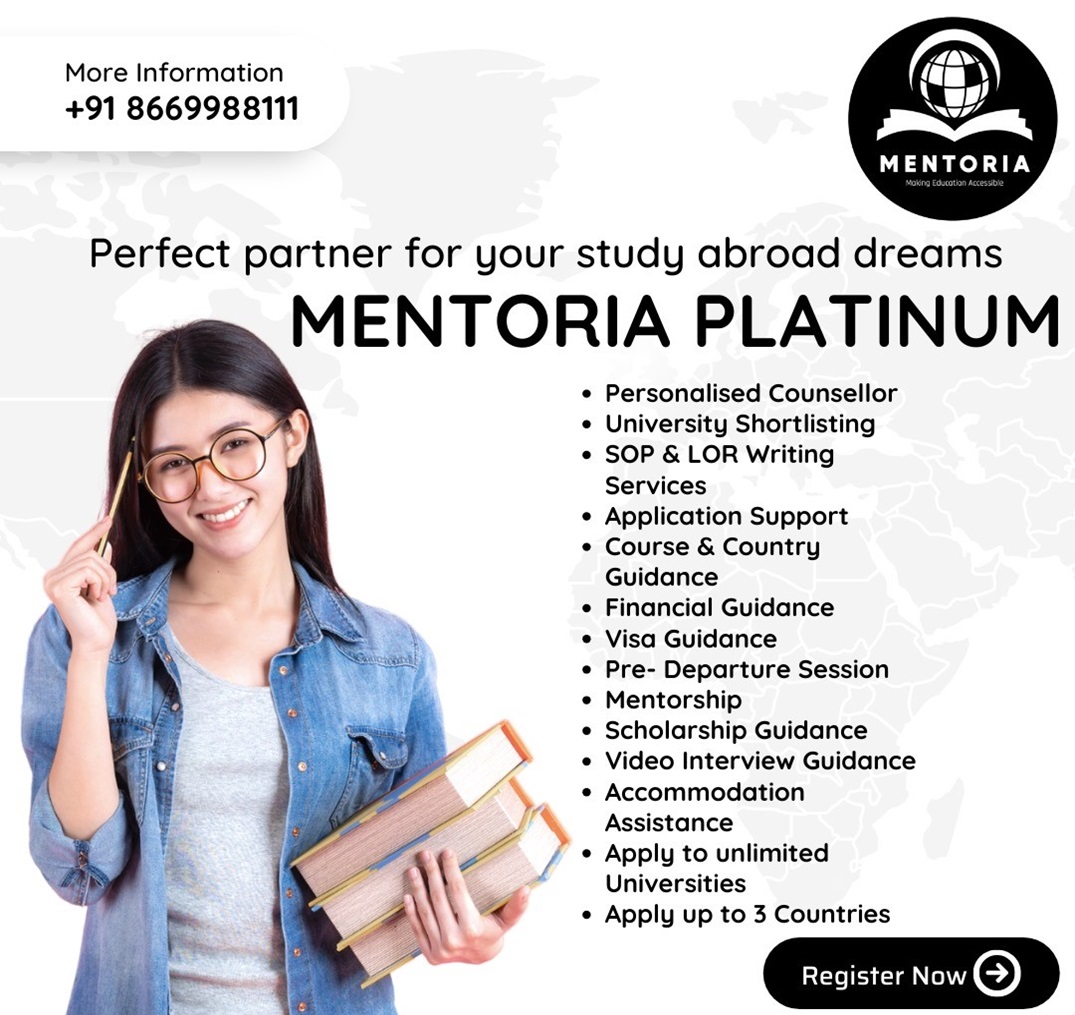 More Information
+91 8669988111
MENTORIA
Making Education Accessible
Perfect partner for your study abroad dreams
MENTORIA PLATINUM
• Personalised Counsellor
• University Shortlisting
• SOP & LOR Writing
Services
• Application Support
• Course & Country
Guidance
• Financial Guidance
• Visa Guidance
• Pre- Departure Session
• Mentorship
• Scholarship Guidance
• Video Interview Guidance
• Accommodation
Assistance
• Apply to unlimited
Universities
• Apply up to 3 Countries
Register Now